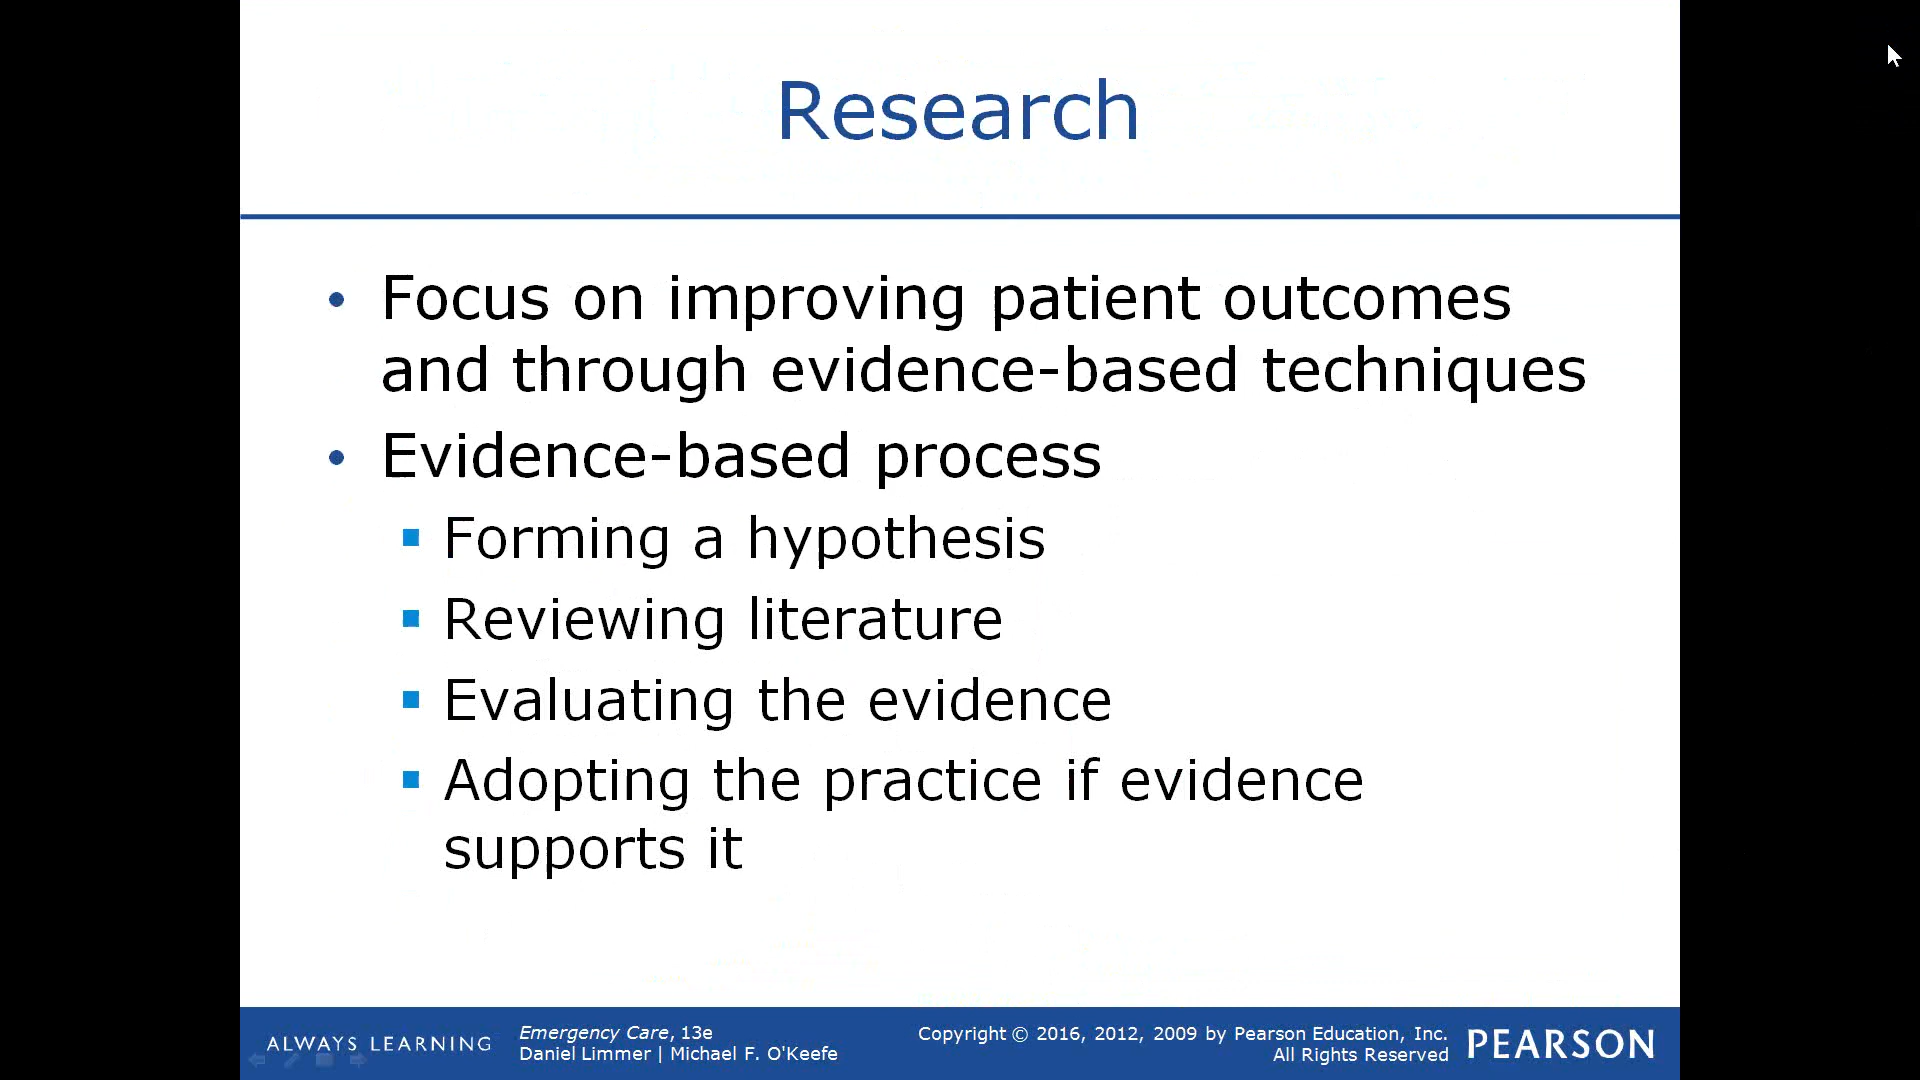 Research
• Focus on improving patient outcomes
and through evidence-based techniques
• Evidence-based process
▪ Forming a hypothesis
▪ Reviewing literature
▪ Evaluating the evidence
▪ Adopting the practice if evidence
supports it
ALWAYS LEARNING
Emergency Care, 13e
Daniel Limmer | Michael F. O'Keefe
Copyright © 2016, 2012, 2009 by Pearson Education, Inc.
All Rights Reserved
PEARSON